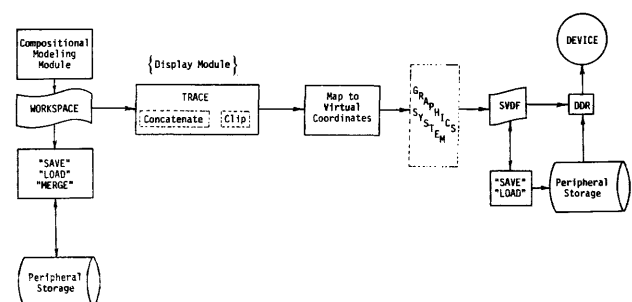 Compositional
Modeling
Module
WORKSPACE
"SAVE"
"LOAD"
"MERGE"
Peripheral
Storage
{Display Module}
TRACE
Concatenate Clip
Map to
Virtual
Coordinates
GRAPHICS
SYSTEM
SVDF
"SAVE"
"LOAD"
DEVICE
DDR
Peripheral
Storage